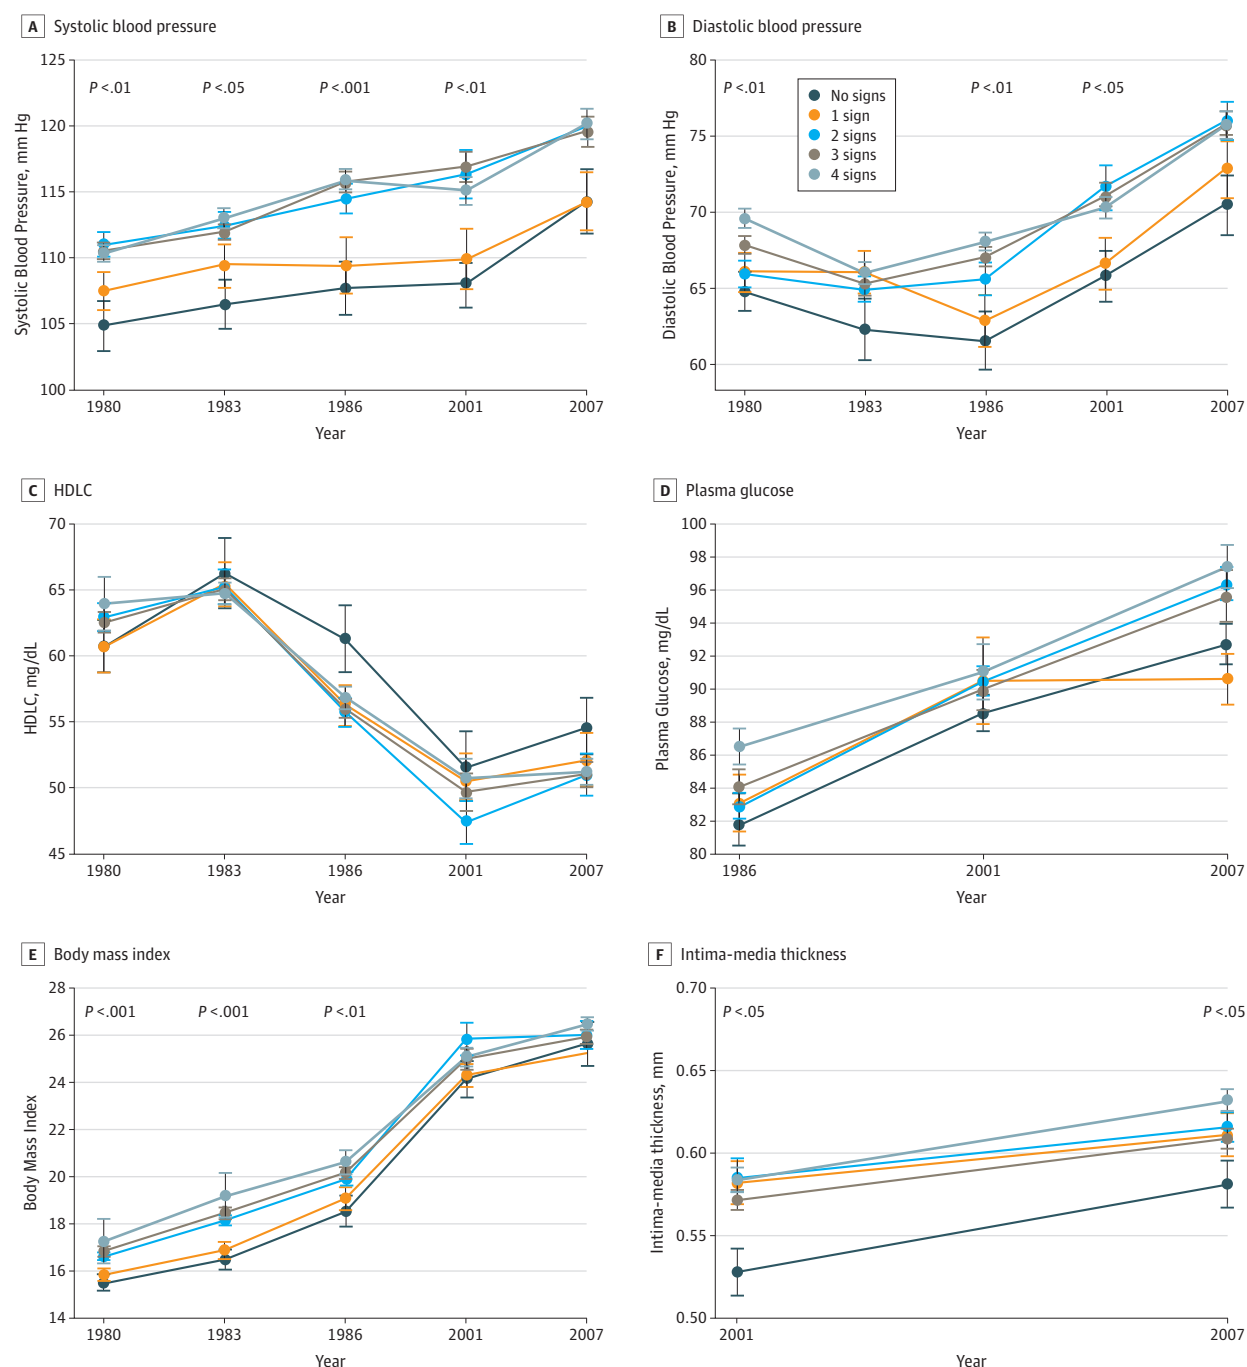 A Systolic blood pressure
125
120
115
110
105
100
Systolic Blood Pressure, mm Hg
P <.01 P <.05 P <.001 P <.01
1980 1983 1986 2001 2007
Year
B Diastolic blood pressure
80
75
70
65
60
Diastolic Blood Pressure, mm Hg
P <.01 P <.01 P <.05
No signs
1 sign
2 signs
3 signs
4 signs
1980 1983 1986 2001 2007
Year
C HDLC
70
65
60
55
50
45
HDLC, mg/dL
1980 1983 1986 2001 2007
Year
D Plasma glucose
100
98
96
94
92
90
88
86
84
82
80
Plasma Glucose, mg/dL
1986 2001 2007
Year
E Body mass index
28
26
24
22
20
18
16
14
Body Mass Index
P <.001 P <.001 P <.01
1980 1983 1986 2001 2007
Year
F Intima-media thickness
0.70
0.65
0.60
0.55
0.50
Intima-media thickness, mm
P <.05 P <.05
2001 2007
Year